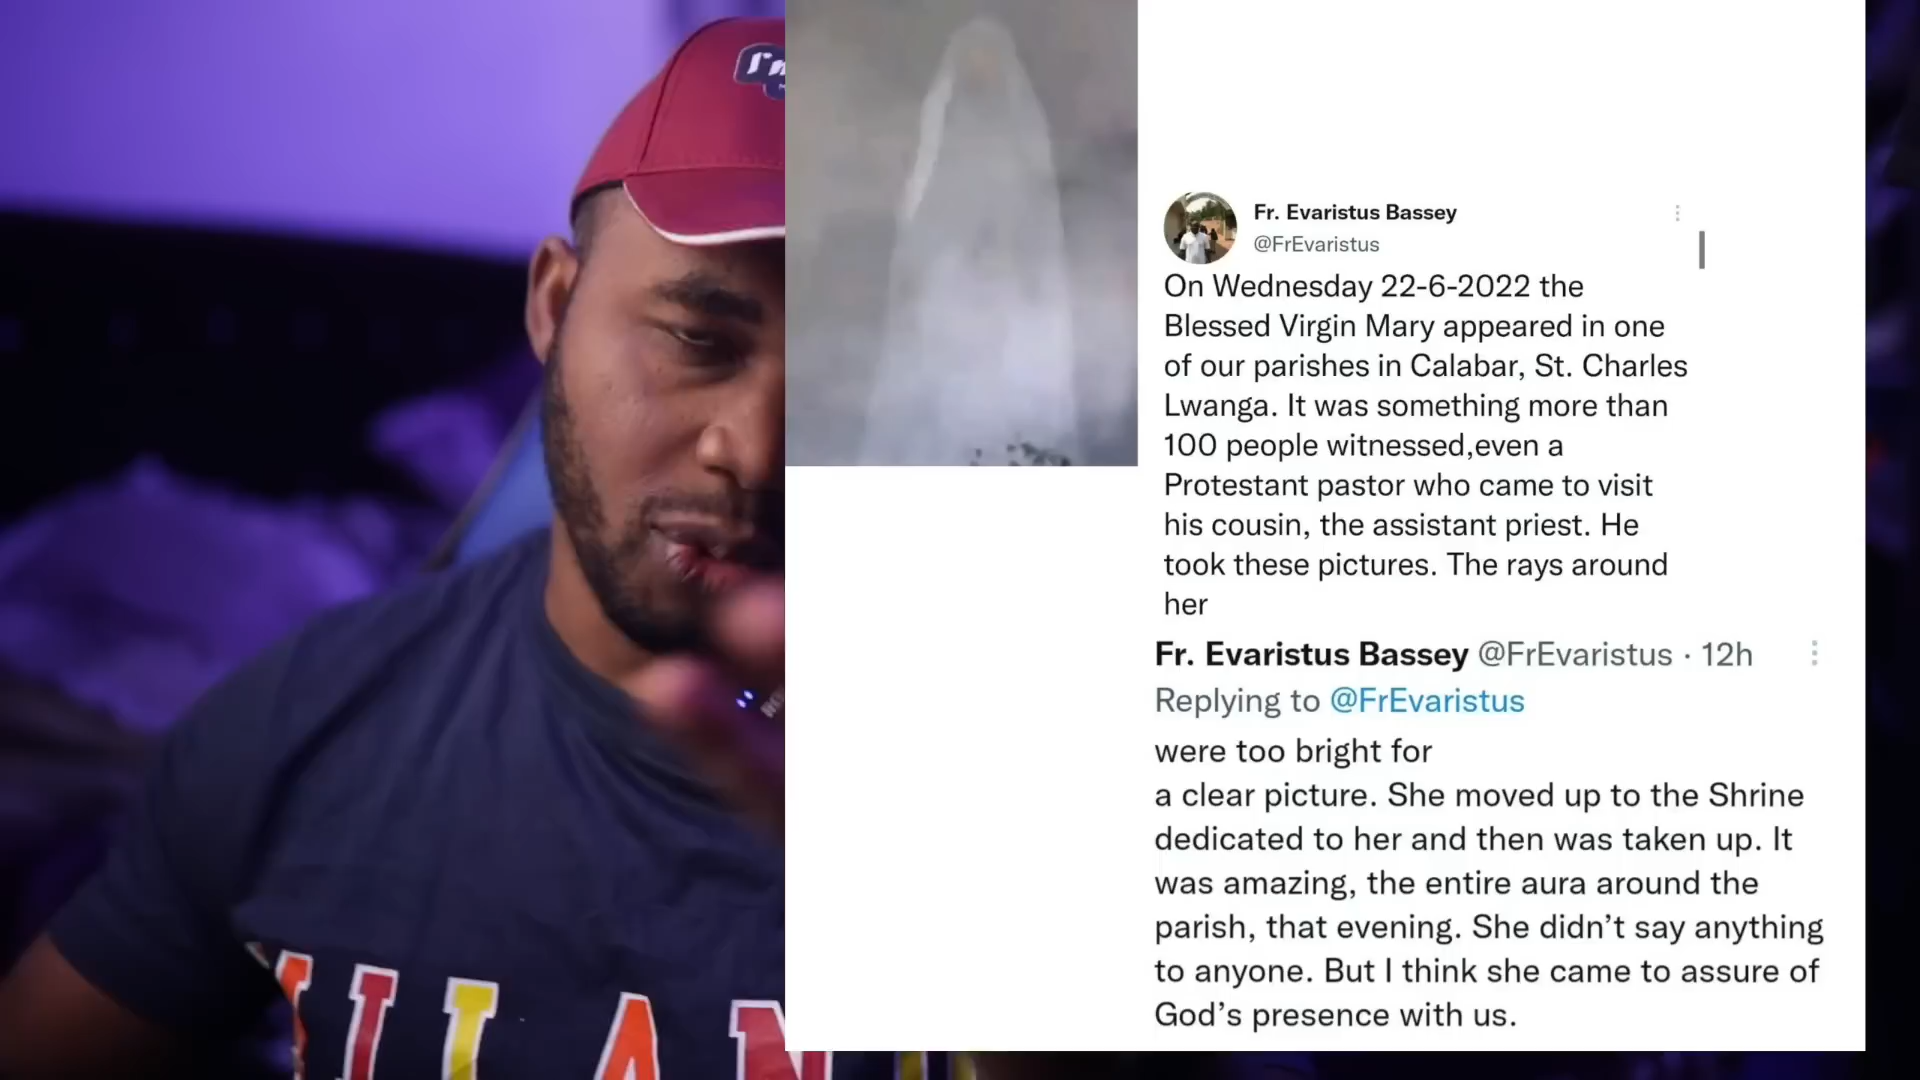 I'm
Fr. Evaristus Bassey
@FrEvaristus
On Wednesday 22-6-2022 the
Blessed Virgin Mary appeared in one
of our parishes in Calabar, St. Charles
Lwanga. It was something more than
100 people witnessed,even a
Protestant pastor who came to visit
his cousin, the assistant priest. He
took these pictures. The rays around
her
Fr. Evaristus Bassey @FrEvaristus · 12h
Replying to @FrEvaristus
were too bright for
a clear picture. She moved up to the Shrine
dedicated to her and then was taken up. It
was amazing, the entire aura around the
parish, that evening. She didn’t say anything
to anyone. But I think she came to assure of
God’s presence with us.